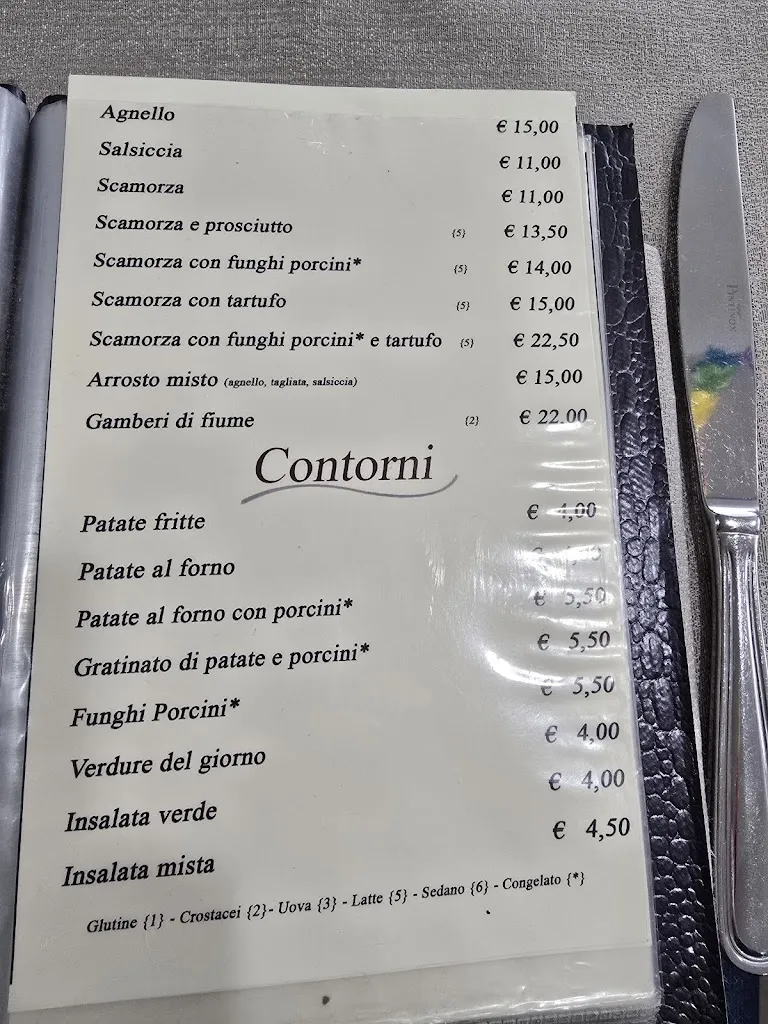 Agnello € 15,00
Salsiccia € 11,00
Scamorza € 11,00
Scamorza e prosciutto {5} € 13,50
Scamorza con funghi porcini* {5} € 14,00
Scamorza con tartufo {5} € 15,00
Scamorza con funghi porcini* e tartufo {5} € 22,50
Arrosto misto (agnello, tagliata, salsiccia) € 15,00
Gamberi di fiume {2} € 22.00
Contorni
Patate fritte € 4,00
Patate al forno
Patate al forno con porcini* € 5,50
Gratinato di patate e porcini* € 5,50
Funghi Porcini* € 5,50
Verdure del giorno € 4,00
Insalata verde € 4,00
Insalata mista € 4,50
Glutine {1} - Crostacei {2}- Uova {3} - Latte {5} - Sedano {6} - Congelato {*}